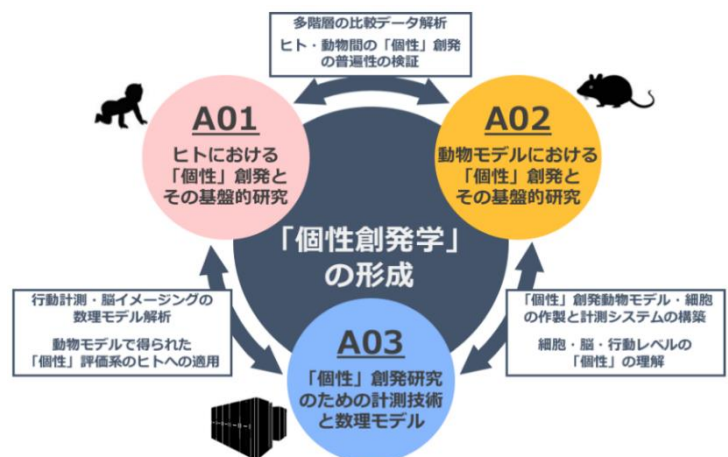 多階層の比較データ解析
ヒト・動物間の「個性」創発
の普遍性の検証
A01
ヒトにおける
「個性」創発と
その基盤的研究
A02
動物モデルにおける
「個性」創発と
その基盤的研究
「個性創発学」
の形成
行動計測・脳イメージングの
数理モデル解析
動物モデルで得られた
「個性」評価系のヒトへの適用
「個性」創発動物モデル・細胞
の作製と計測システムの構築
細胞・脳・行動レベルの
「個性」の理解
A03
「個性」創発研究
のための計測技術
と数理モデル